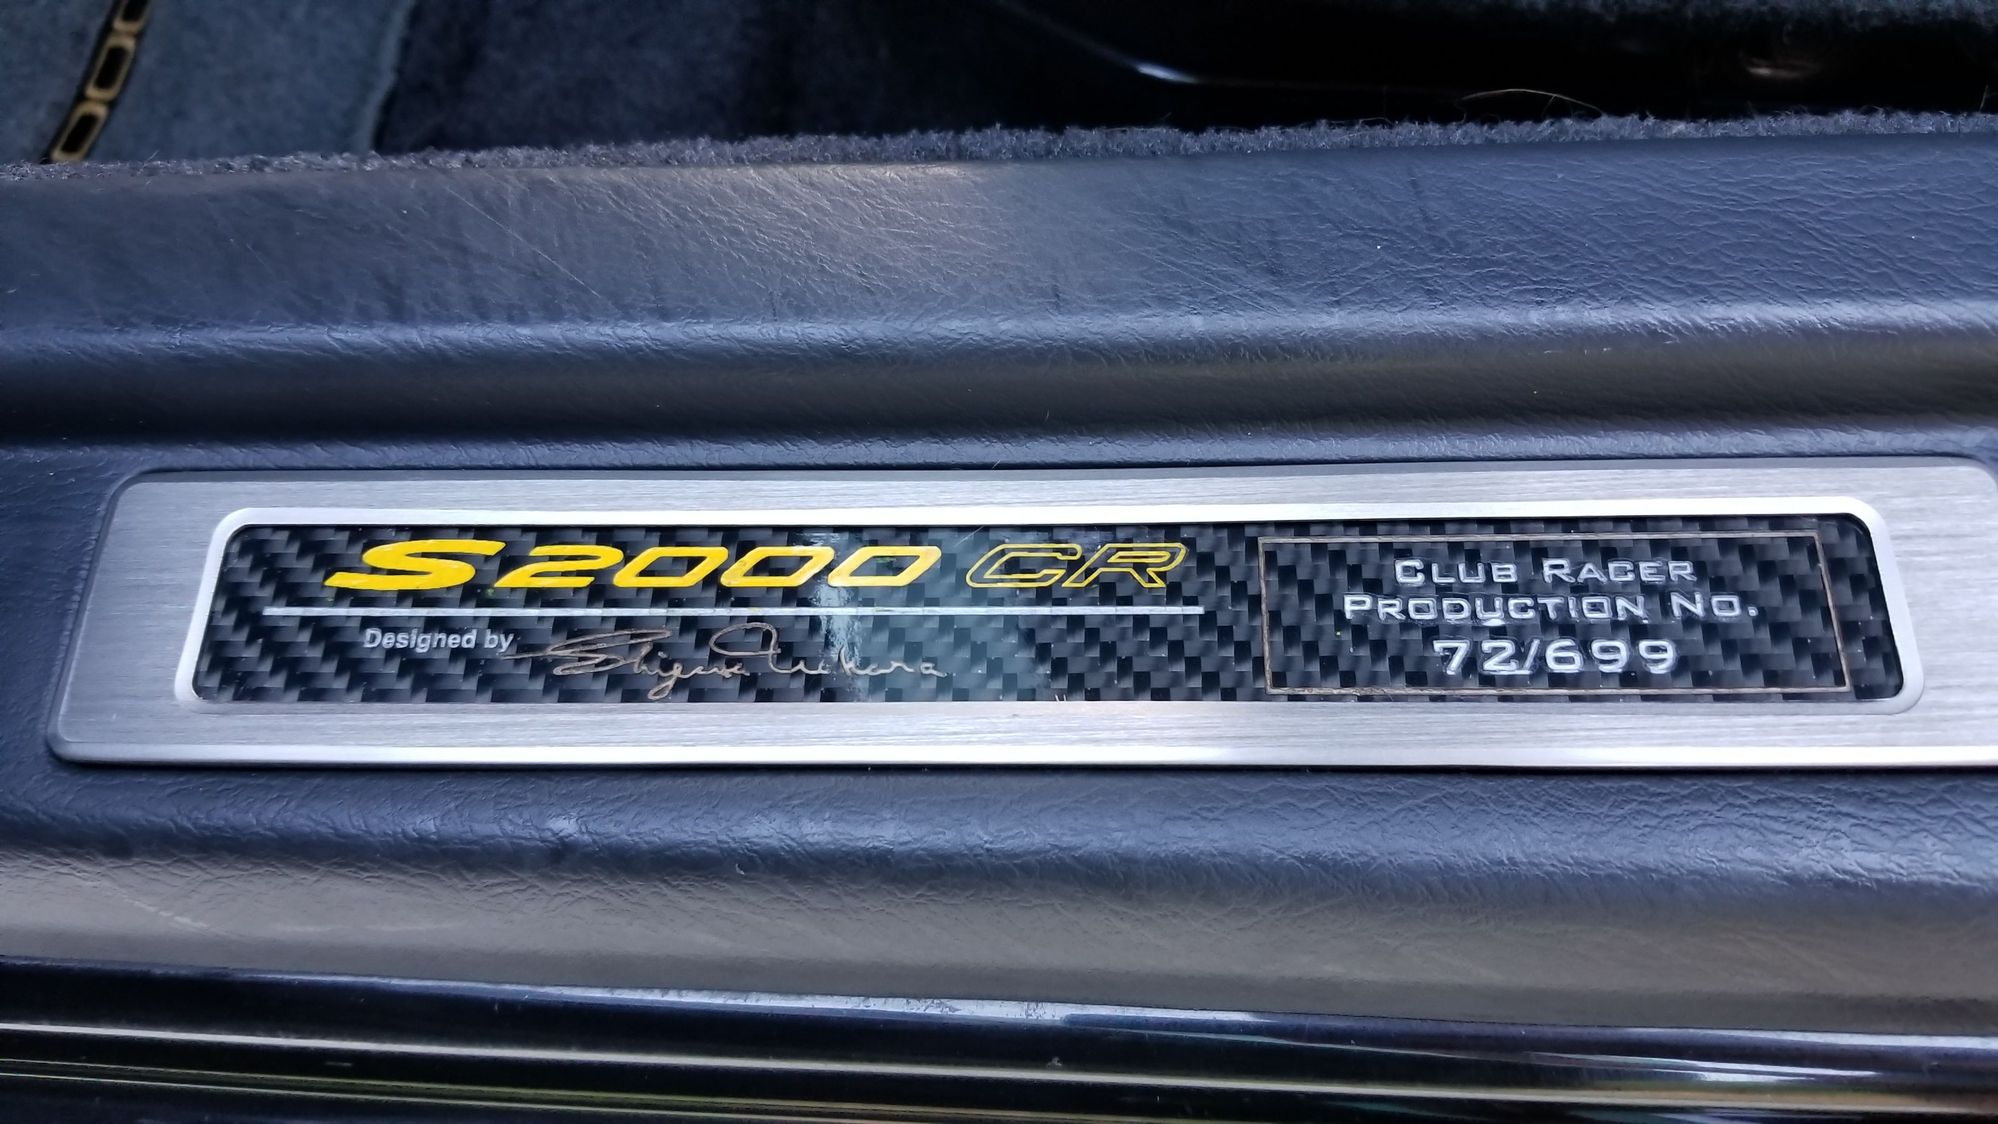 S2000 CR
Designed by
CLUB RACER
PRODUCTION NO.
72/699